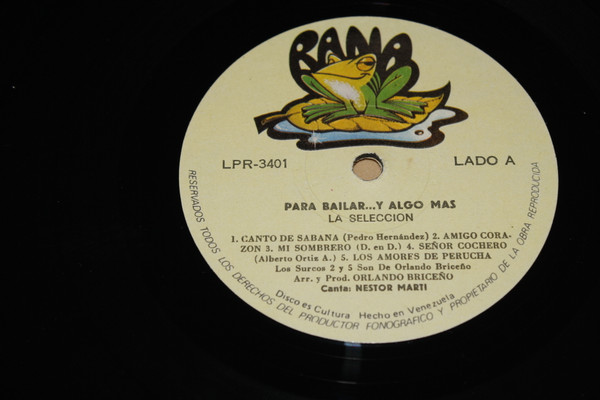 RANA
LPR-3401
LADO A
PARA BAILAR...Y ALGO MAS
LA SELECCION
1. CANTO DE SABANA (Pedro Hernández) 2. AMIGO CORA-
ZON 3. MI SOMBRERO (D. en D.) 4. SEÑOR COCHERO
(Alberto Ortiz A.) 5. LOS AMORES DE PERUCHA
Los Surcos 2 y 5 Son De Orlando Briceño
Arr. y Prod. ORLANDO BRICEÑO
Canta: NESTOR MARTI
Disco es Cultura Hecho en Venezuela
RESERVADOS TODOS LOS DERECHOS DEL PRODUCTOR FONOGRAFICO Y PROPIETARIO DE LA OBRA REPRODUCIDA